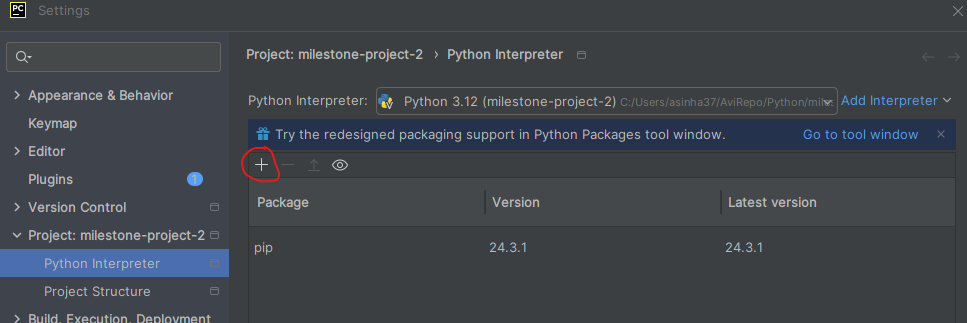 PC Settings
Project: milestone-project-2 › Python Interpreter
Appearance & Behavior
Keymap
Editor
Plugins 1
Version Control
Project: milestone-project-2
Python Interpreter
Project Structure
Build, Execution, Deployment
Python Interpreter: Python 3.12 (milestone-project-2) C:/Users/asinha37/AviRepo/Python/mile Add Interpreter
Try the redesigned packaging support in Python Packages tool window. Go to tool window
Package Version Latest version
pip 24.3.1 24.3.1